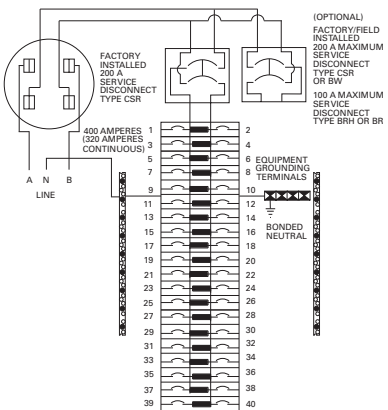 (OPTIONAL)
FACTORY/FIELD
INSTALLED
200 A MAXIMUM
SERVICE
DISCONNECT
TYPE CSR
OR BW
100 A MAXIMUM
SERVICE
DISCONNECT
TYPE BRH OR BR
FACTORY
INSTALLED
200 A
SERVICE
DISCONNECT
TYPE CSR
400 AMPERES
(320 AMPERES
CONTINUOUS)
A N B
LINE
EQUIPMENT
GROUNDING
TERMINALS
BONDED
NEUTRAL
1 2
3 4
5 6
7 8
9 10
11 12
13 14
15 16
17 18
19 20
21 22
23 24
25 26
27 28
29 30
31 32
33 34
35 36
37 38
39 40